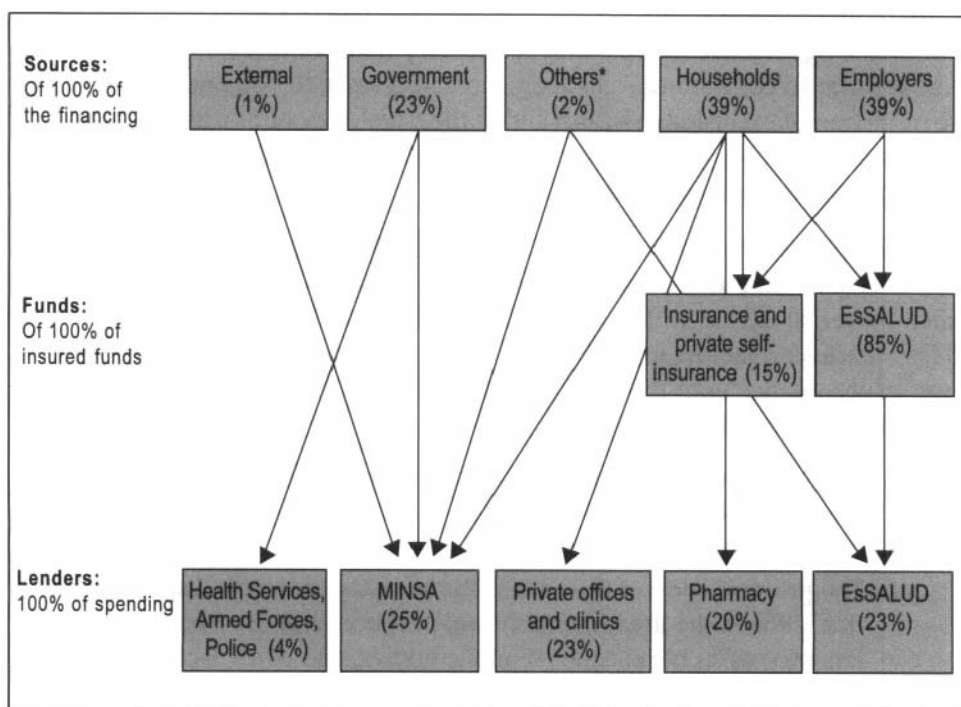 Sources:
Of 100% of
the financing
External
(1%)
Government
(23%)
Others*
(2%)
Households
(39%)
Employers
(39%)
Funds:
Of 100% of
insured funds
Insurance and
private self-
insurance (15%)
EsSALUD
(85%)
Lenders:
100% of spending
Health Services,
Armed Forces,
Police (4%)
MINSA
(25%)
Private offices
and clinics
(23%)
Pharmacy
(20%)
EsSALUD
(23%)